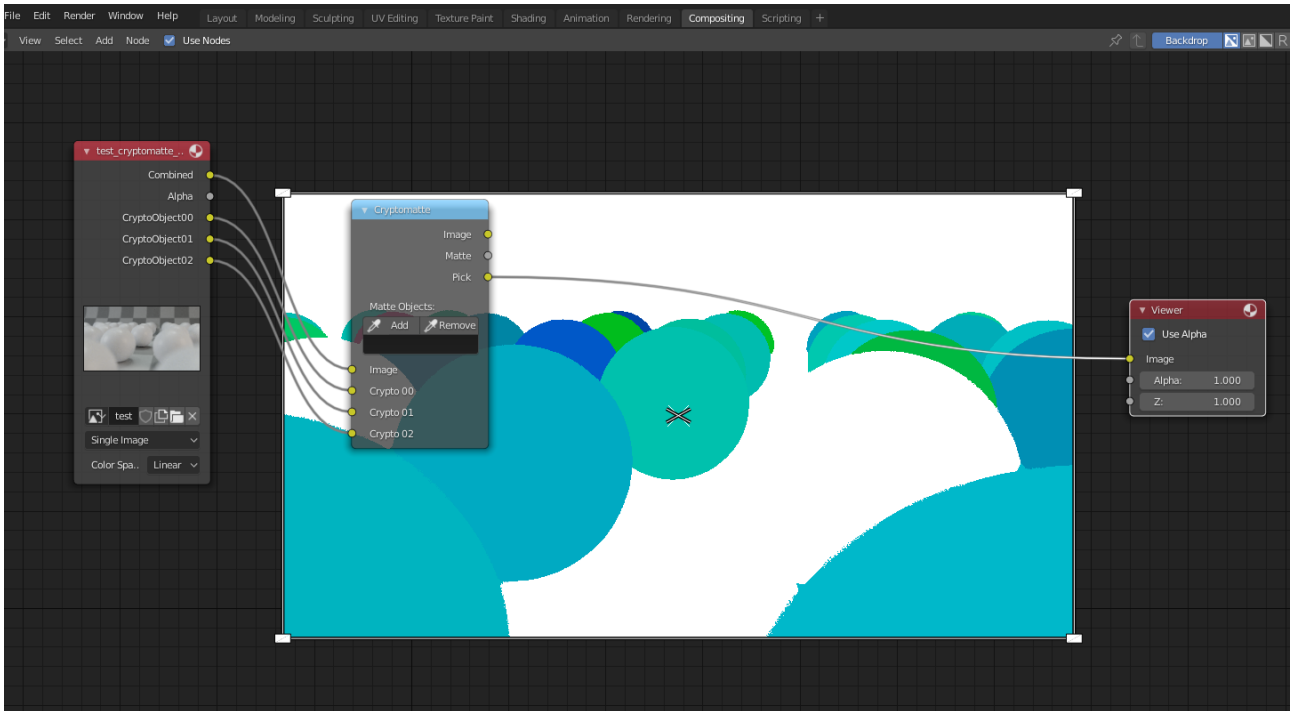 File Edit Render Window Help Layout Modeling Sculpting UV Editing Texture Paint Shading Animation Rendering Compositing Scripting +
View Select Add Node Use Nodes Backdrop R
test_cryptomatte_..
Combined
Alpha
CryptoObject00
CryptoObject01
CryptoObject02
test
Single Image
Color Spa.. Linear
Cryptomatte
Image
Matte
Pick
Matte Objects:
Add Remove
Image
Crypto 00
Crypto 01
Crypto 02
Viewer
Use Alpha
Image
Alpha: 1.000
Z: 1.000